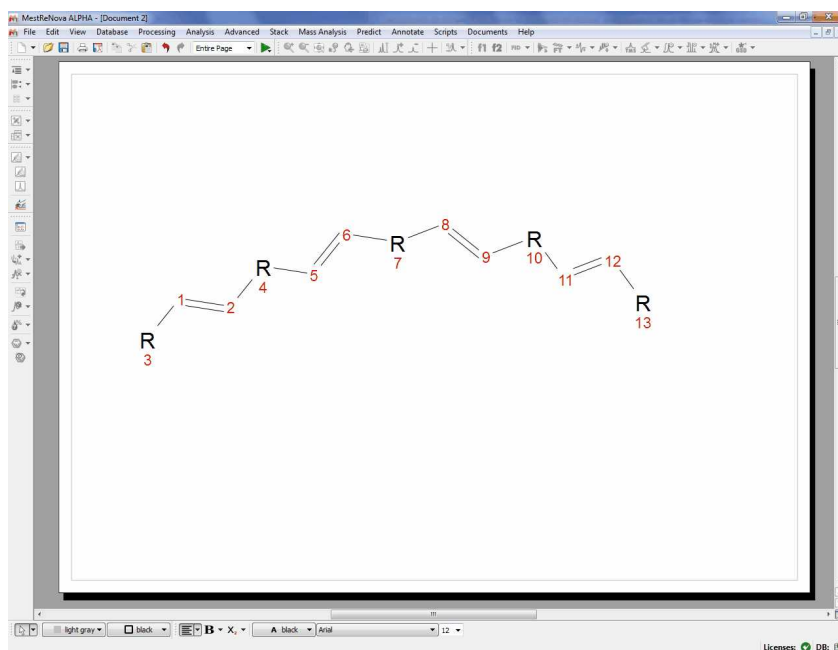 MestReNova ALPHA - [Document 2]
File Edit View Database Processing Analysis Advanced Stack Mass Analysis Predict Annotate Scripts Documents Help
Entire Page
f1 f2
8
6
R
R
7
9
10
12
R
4
5
11
1
2
R
13
R
3
light gray
black
B
A black
Arial
12
Licenses:
DB: